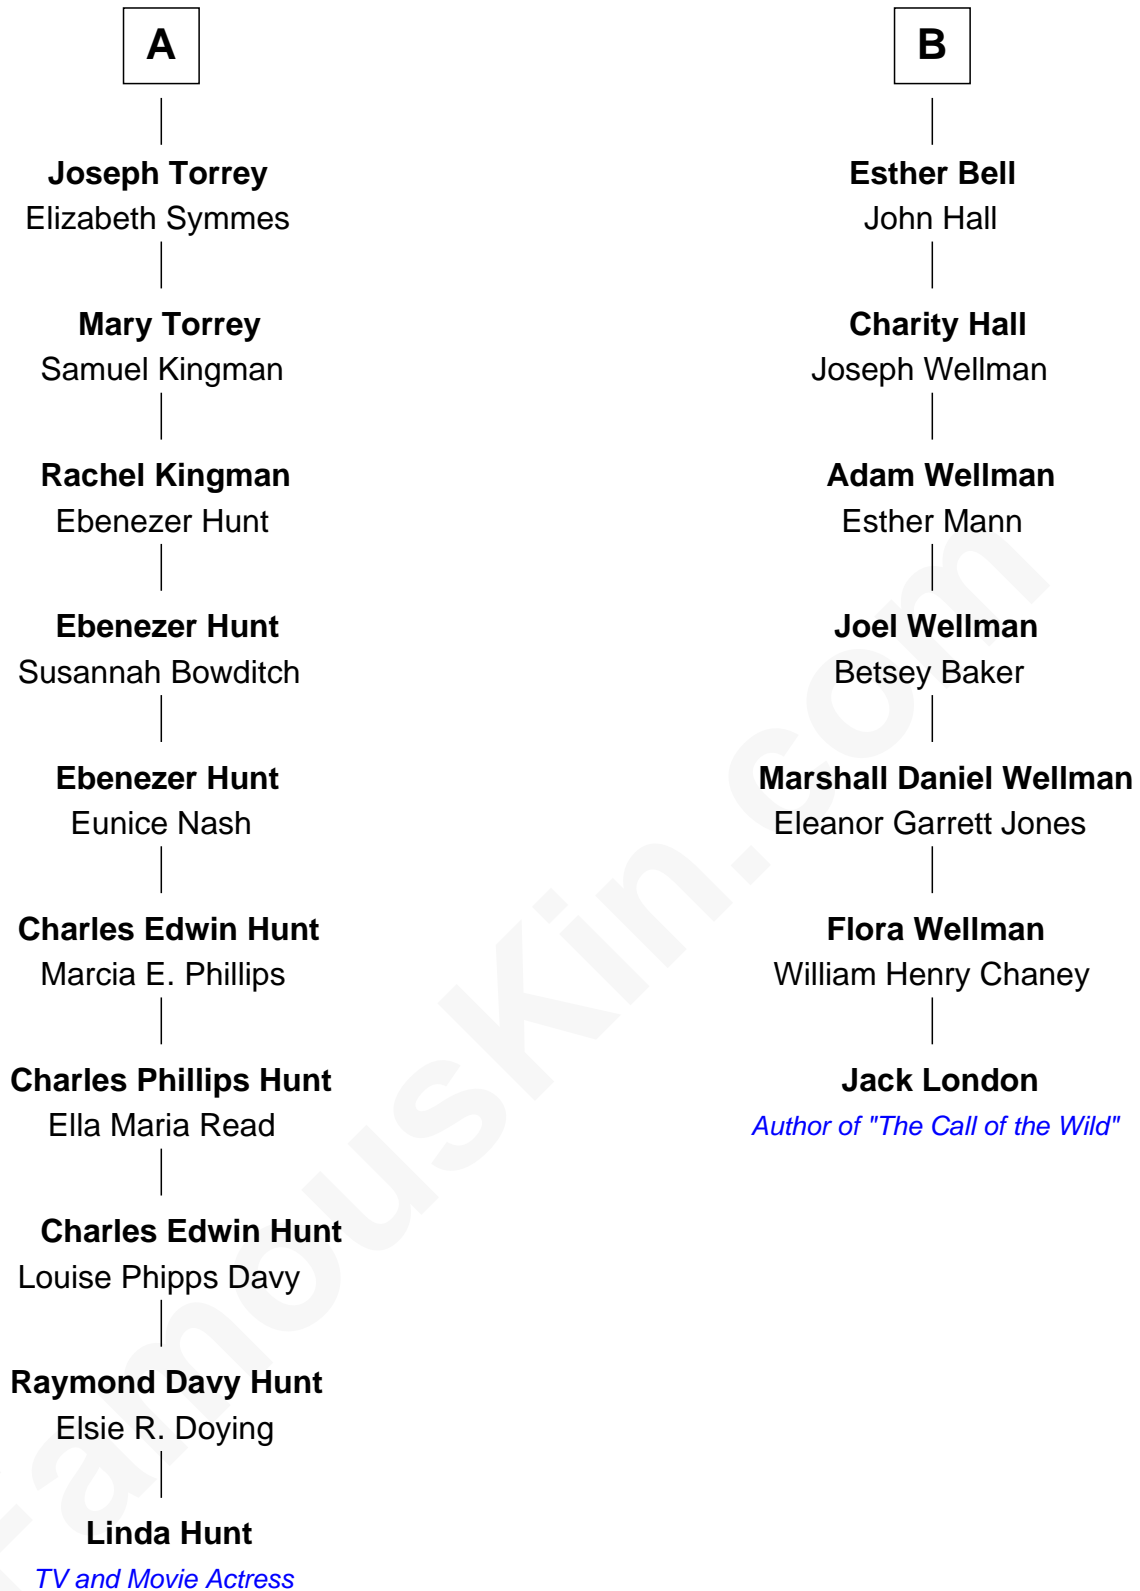 A
Joseph Torrey
Elizabeth Symmes
Mary Torrey
Samuel Kingman
Rachel Kingman
Ebenezer Hunt
Ebenezer Hunt
Susannah Bowditch
Ebenezer Hunt
Eunice Nash
Charles Edwin Hunt
Marcia E. Phillips
Charles Phillips Hunt
Ella Maria Read
Charles Edwin Hunt
Louise Phipps Davy
Raymond Davy Hunt
Elsie R. Doying
Linda Hunt
TV and Movie Actress
B
Esther Bell
John Hall
Charity Hall
Joseph Wellman
Adam Wellman
Esther Mann
Joel Wellman
Betsey Baker
Marshall Daniel Wellman
Eleanor Garrett Jones
Flora Wellman
William Henry Chaney
Jack London
Author of "The Call of the Wild"
FamousKin.com